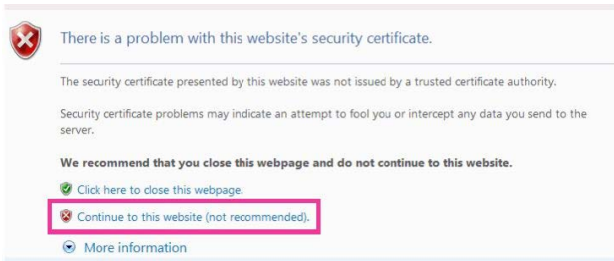 There is a problem with this website's security certificate.
The security certificate presented by this website was not issued by a trusted certificate authority.
Security certificate problems may indicate an attempt to fool you or intercept any data you send to the
server.
We recommend that you close this webpage and do not continue to this website.
Click here to close this webpage.
Continue to this website (not recommended).
More information